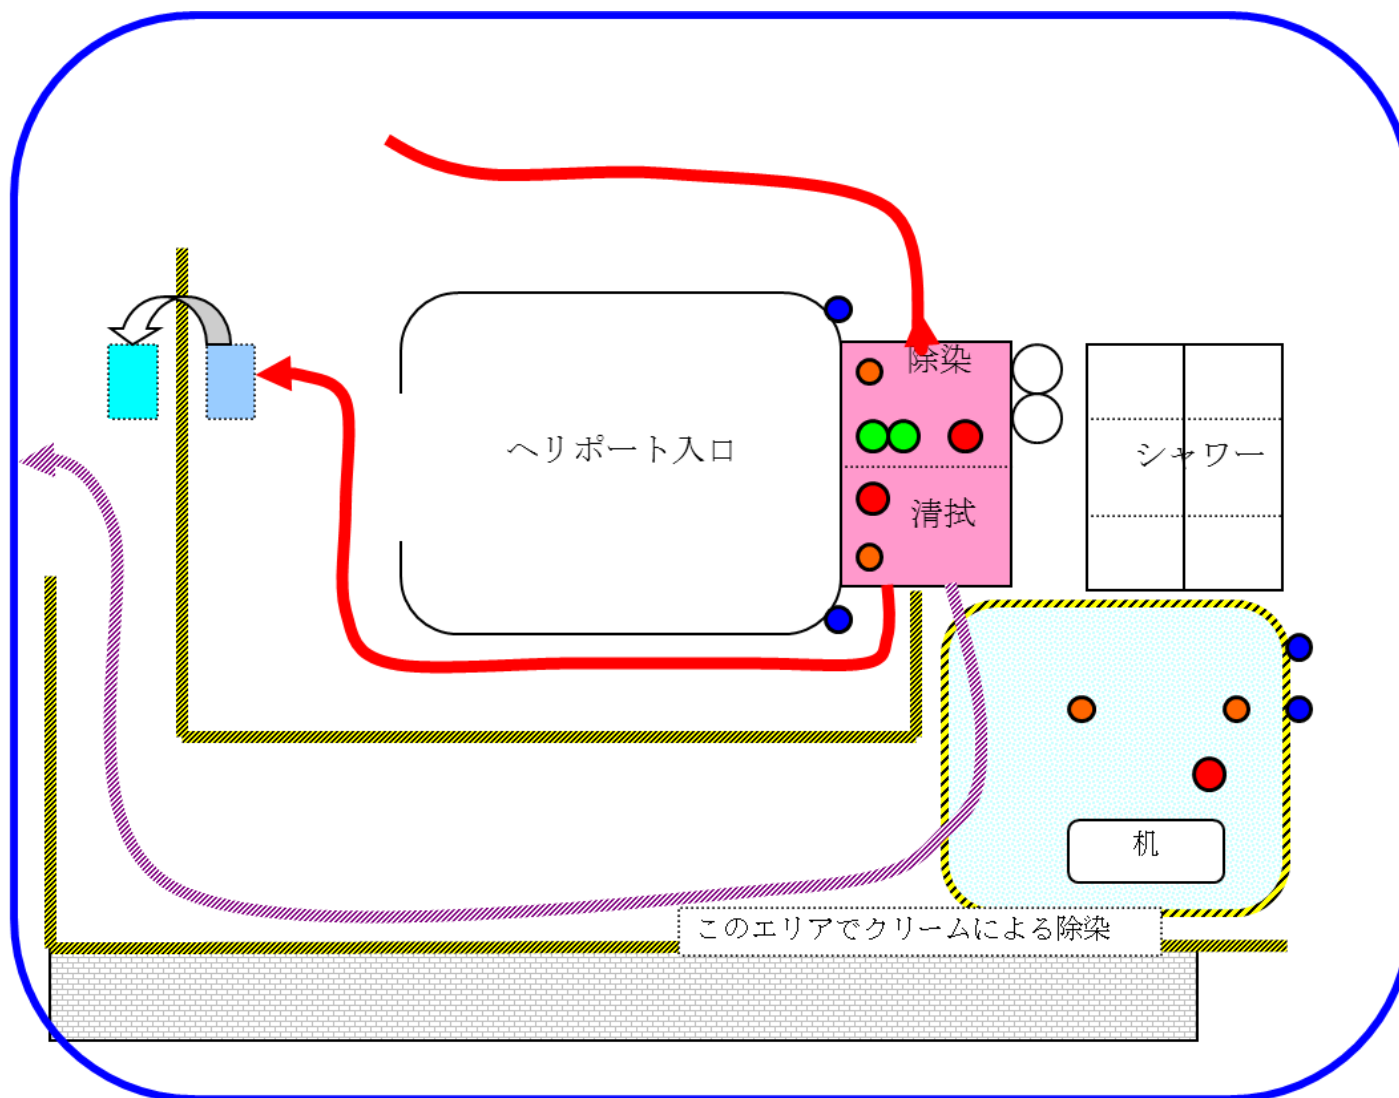 除染
ヘリポート入口
シャワー
清拭
机
このエリアでクリームによる除染